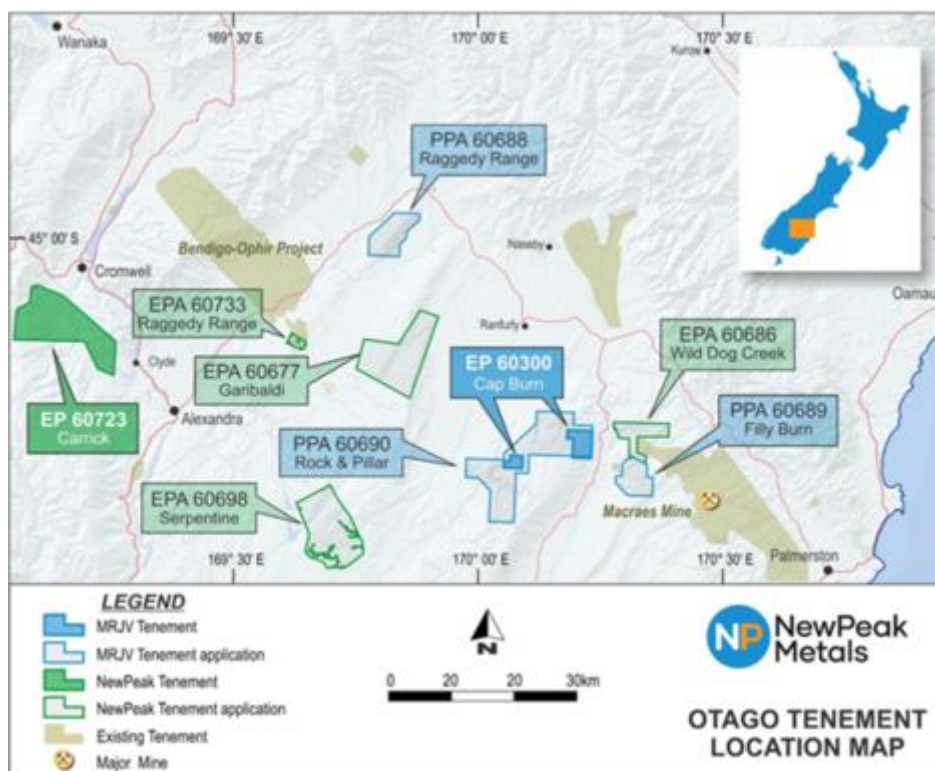 169° 30' E
170° 00' E
170° 30' E
Wanaka
Kurow
PPA 60688
Raggedy Range
45° 00' S
Bendigo-Ophir Project
Naseby
Cromwell
Oamau
EPA 60733
Raggedy Range
Ranfurly
EPA 60686
Wild Dog Creek
Clyde
EPA 60677
Garibaldi
EP 60300
Cap Burn
EP 60723
Carrick
Alexandra
PPA 60690
Rock & Pillar
PPA 60689
Filly Burn
EPA 60698
Serpentine
Macraes Mine
Palmerston
169° 30' E
170° 00' E
170° 30' E
LEGEND
MRJV Tenement
MRJV Tenement application
NewPeak Tenement
NewPeak Tenement application
Existing Tenement
Major Mine
N
0 20 20 30km
NP NewPeak
Metals
OTAGO TENEMENT
LOCATION MAP